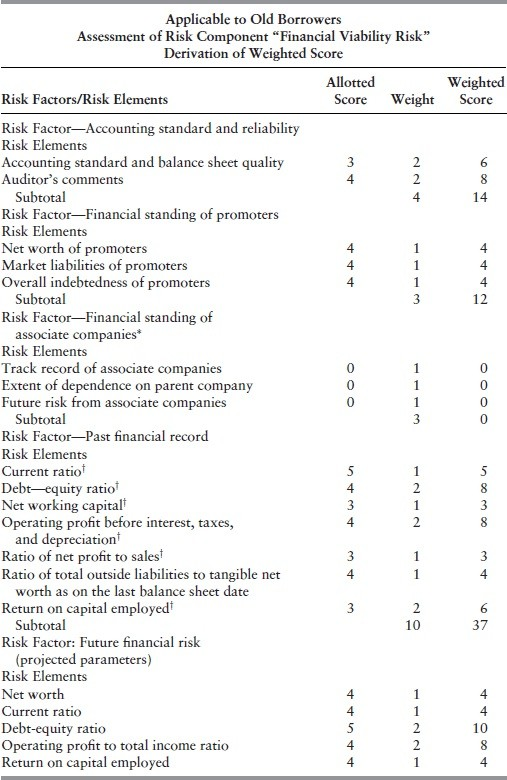 Applicable to Old Borrowers
Assessment of Risk Component “Financial Viability Risk”
Derivation of Weighted Score
Risk Factors/Risk Elements Allotted Score Weight Weighted Score
Risk Factor—Accounting standard and reliability
Risk Elements
Accounting standard and balance sheet quality 3 2 6
Auditor’s comments 4 2 8
Subtotal 4 14
Risk Factor—Financial standing of promoters
Risk Elements
Net worth of promoters 4 1 4
Market liabilities of promoters 4 1 4
Overall indebtedness of promoters 4 1 4
Subtotal 3 12
Risk Factor—Financial standing of
associate companies*
Risk Elements
Track record of associate companies 0 1 0
Extent of dependence on parent company 0 1 0
Future risk from associate companies 0 1 0
Subtotal 3 0
Risk Factor—Past financial record
Risk Elements
Current ratio† 5 1 5
Debt—equity ratio† 4 2 8
Net working capital† 3 1 3
Operating profit before interest, taxes, 4 2 8
and depreciation†
Ratio of net profit to sales† 3 1 3
Ratio of total outside liabilities to tangible net 4 1 4
worth as on the last balance sheet date
Return on capital employed† 3 2 6
Subtotal 10 37
Risk Factor: Future financial risk
(projected parameters)
Risk Elements
Net worth 4 1 4
Current ratio 4 1 4
Debt-equity ratio 5 2 10
Operating profit to total income ratio 4 2 8
Return on capital employed 4 1 4